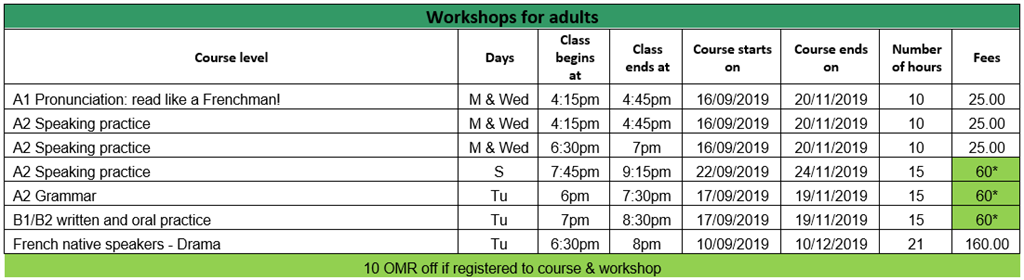 Workshops for adults
Course level Days Class begins at Class ends at Course starts on Course ends on Number of hours Fees
A1 Pronunciation: read like a Frenchman! M & Wed 4:15pm 4:45pm 16/09/2019 20/11/2019 10 25.00
A2 Speaking practice M & Wed 4:15pm 4:45pm 16/09/2019 20/11/2019 10 25.00
A2 Speaking practice M & Wed 6:30pm 7pm 16/09/2019 20/11/2019 10 25.00
A2 Speaking practice S 7:45pm 9:15pm 22/09/2019 24/11/2019 15 60*
A2 Grammar Tu 6pm 7:30pm 17/09/2019 19/11/2019 15 60*
B1/B2 written and oral practice Tu 7pm 8:30pm 17/09/2019 19/11/2019 15 60*
French native speakers - Drama Tu 6:30pm 8pm 10/09/2019 10/12/2019 21 160.00
10 OMR off if registered to course & workshop